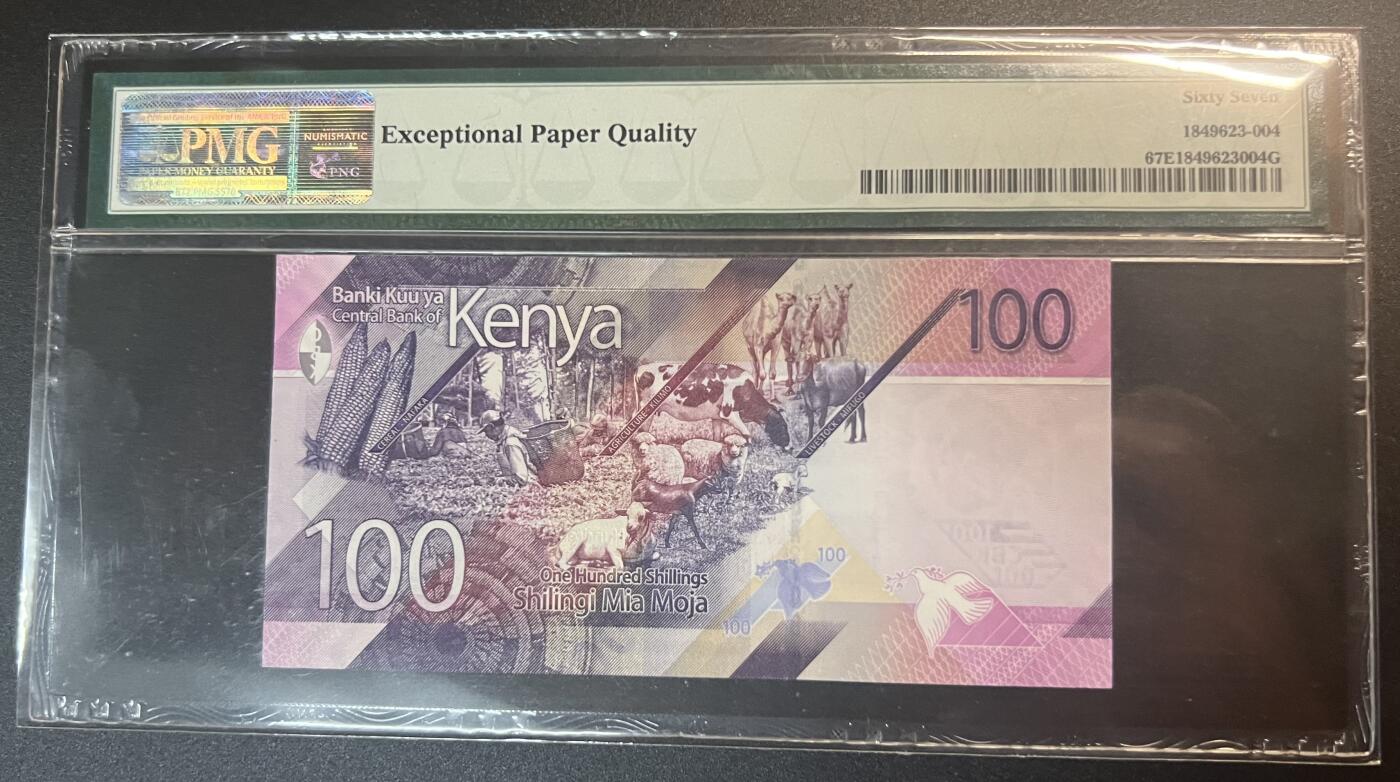 PMG
PAPER MONEY GUARANTY
NUMISMATIC
PNG
Exceptional Paper Quality
Sixty Seven
1849623-004
67E1849623004G
Banki Kuu ya
Central Bank of
Kenya
100
CEREAL NAFAKA
AGRICULTURE KILIMO
LIVESTOCK MIFUGO
100
One Hundred Shillings
Shilingi Mia Moja
100
100